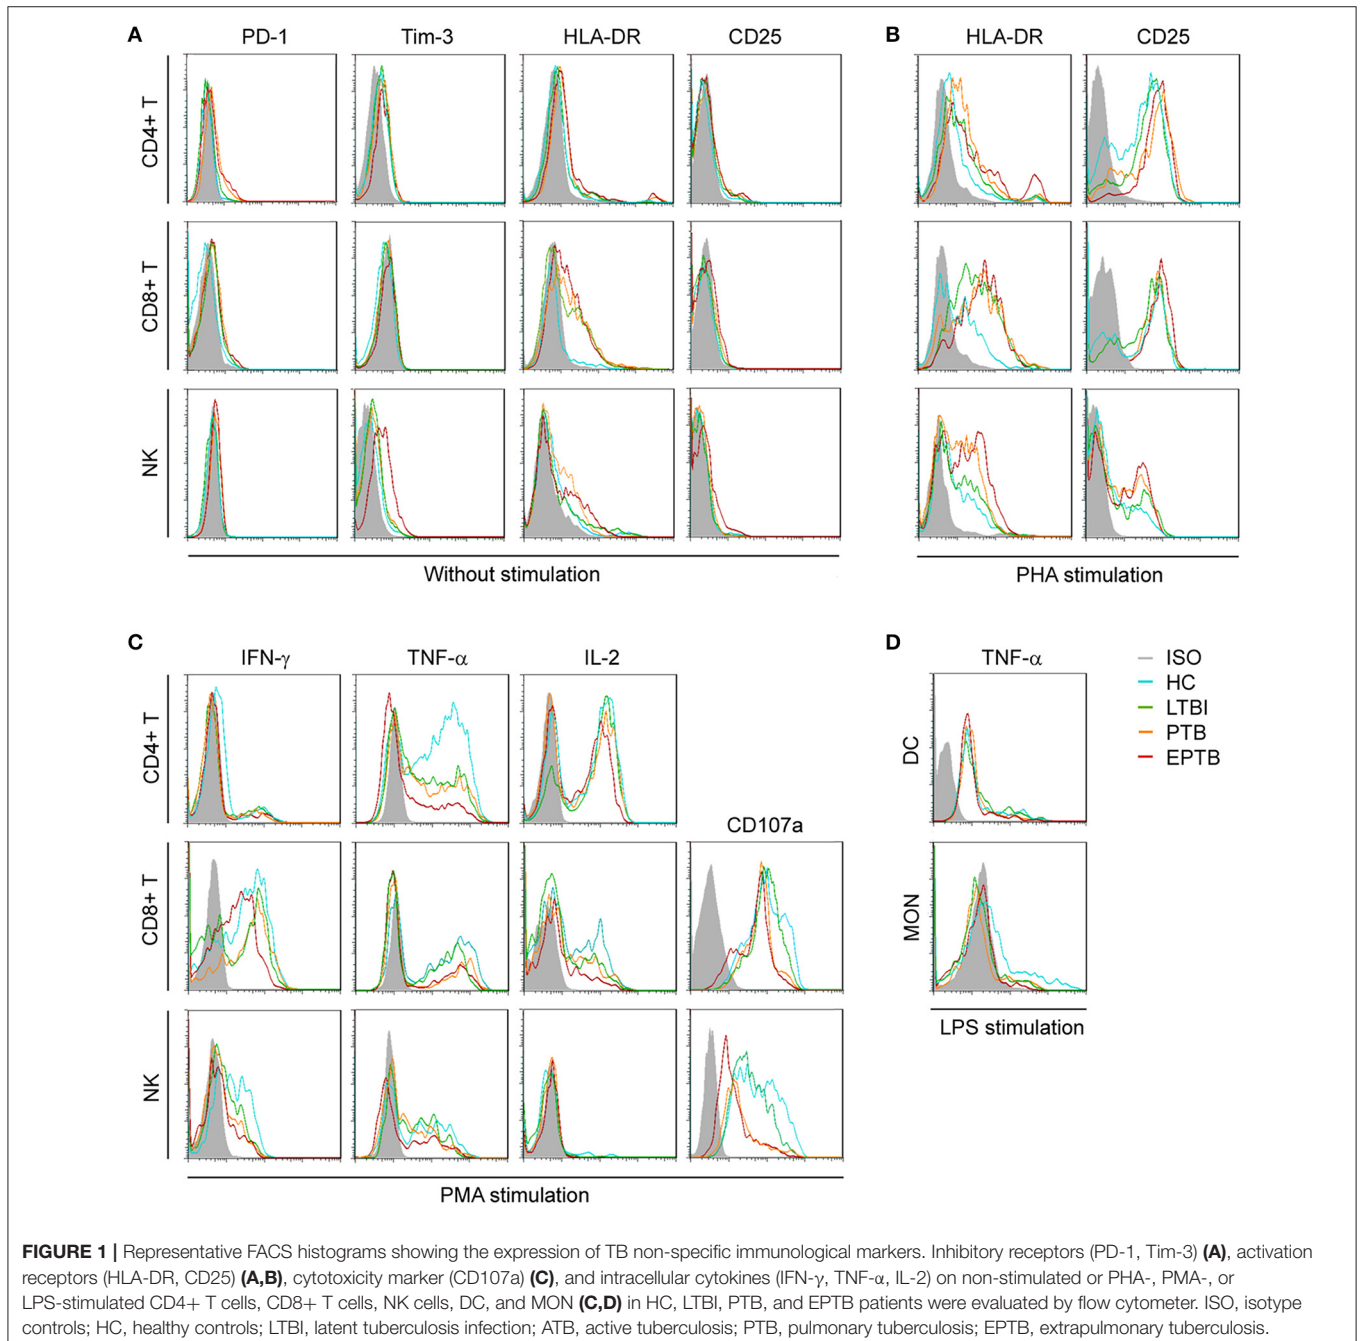 A
PD-1 Tim-3 HLA-DR CD25
CD4+ T
CD8+ T
NK
Without stimulation
B
HLA-DR CD25
PHA stimulation
C
IFN-γ TNF-α IL-2
CD4+ T
CD107a
CD8+ T
NK
PMA stimulation
D
TNF-α
DC
MON
LPS stimulation
ISO
HC
LTBI
PTB
EPTB
FIGURE 1 | Representative FACS histograms showing the expression of TB non-specific immunological markers. Inhibitory receptors (PD-1, Tim-3) (A), activation
receptors (HLA-DR, CD25) (A,B), cytotoxicity marker (CD107a) (C), and intracellular cytokines (IFN-γ, TNF-α, IL-2) on non-stimulated or PHA-, PMA-, or
LPS-stimulated CD4+ T cells, CD8+ T cells, NK cells, DC, and MON (C,D) in HC, LTBI, PTB, and EPTB patients were evaluated by flow cytometer. ISO, isotype
controls; HC, healthy controls; LTBI, latent tuberculosis infection; ATB, active tuberculosis; PTB, pulmonary tuberculosis; EPTB, extrapulmonary tuberculosis.